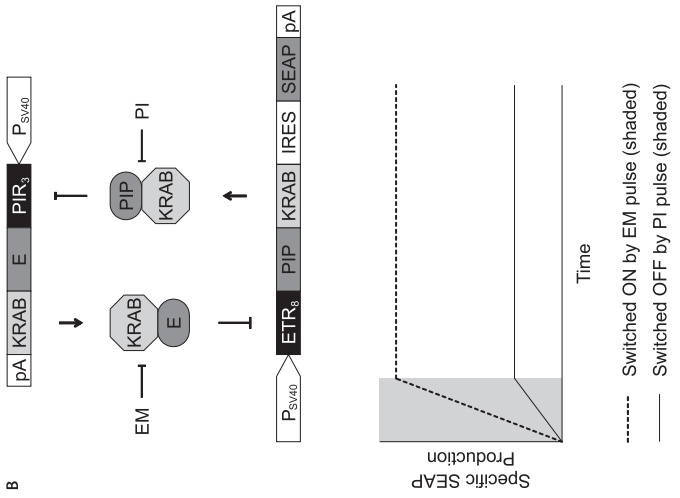 B
pA KRAB E PIR3 PSV40
EM
KRAB
E
PIP
KRAB
PI
PSV40 ETR8 PIP KRAB IRES SEAP pA
Specific SEAP
Production
Time
Switched ON by EM pulse (shaded)
Switched OFF by PI pulse (shaded)